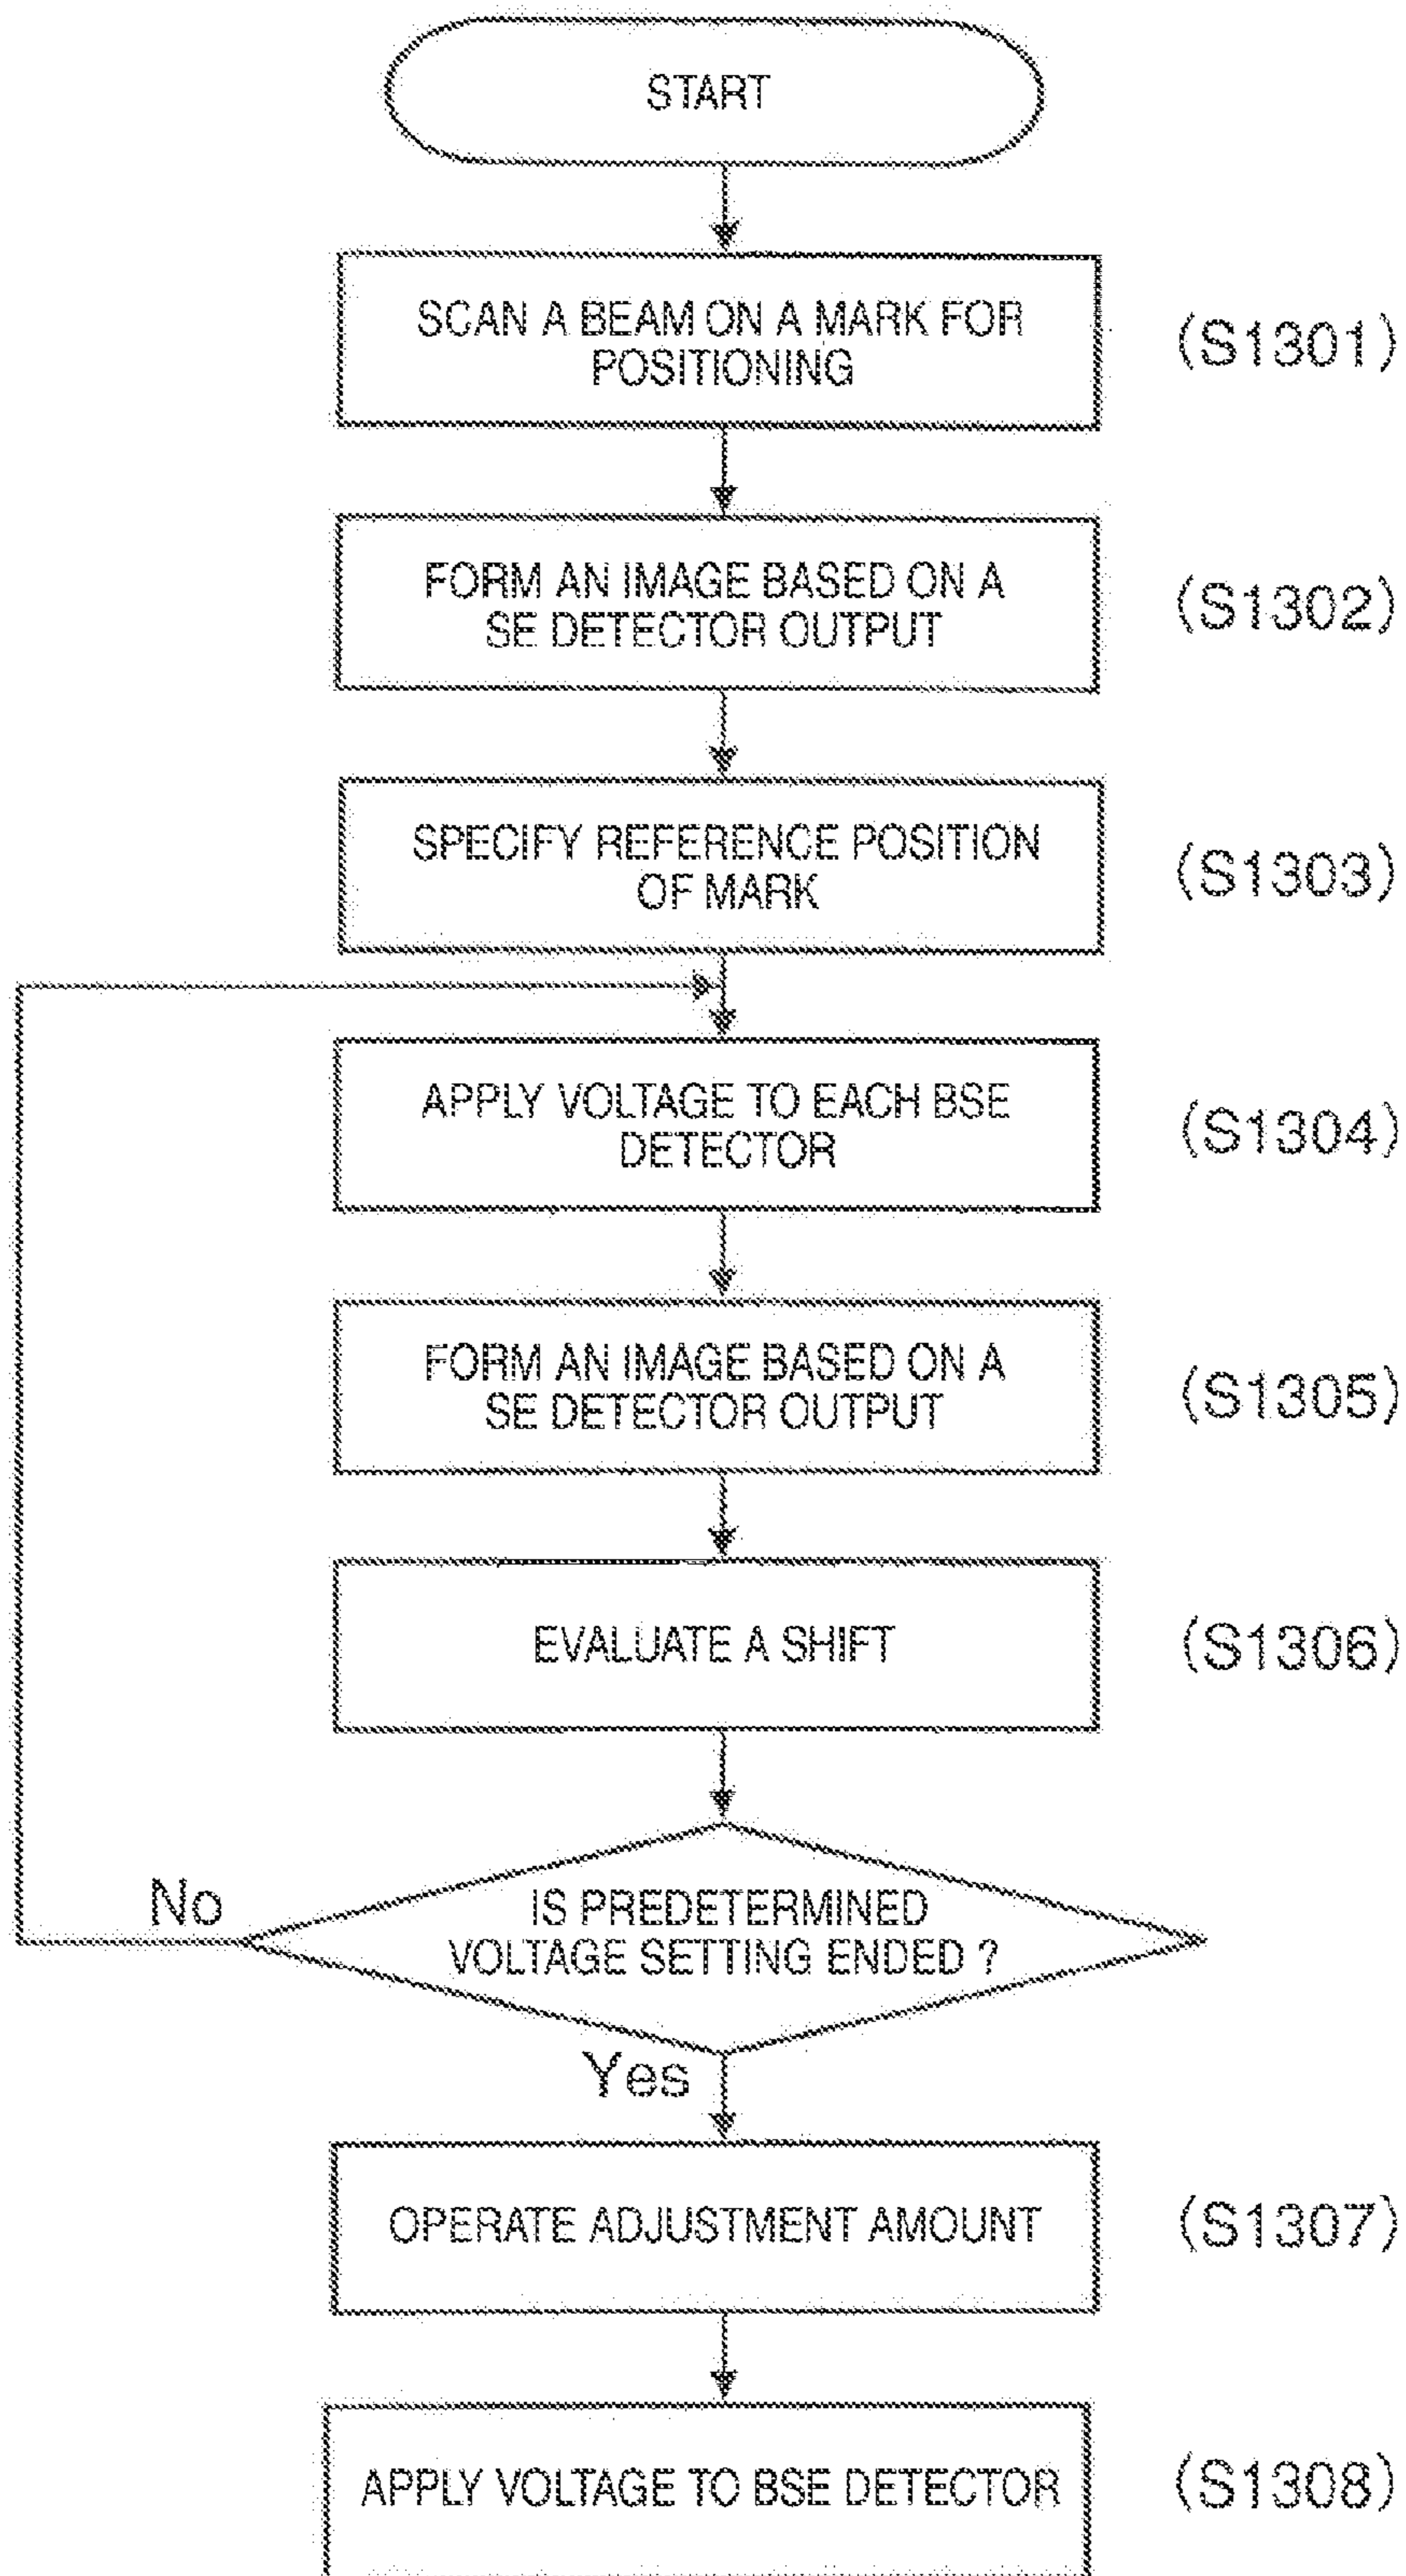 START
SCAN A BEAM ON A MARK FOR
POSITIONING
(S1301)
FORM AN IMAGE BASED ON A
SE DETECTOR OUTPUT
(S1302)
SPECIFY REFERENCE POSITION
OF MARK
(S1303)
APPLY VOLTAGE TO EACH BSE
DETECTOR
(S1304)
FORM AN IMAGE BASED ON A
SE DETECTOR OUTPUT
(S1305)
EVALUATE A SHIFT
(S1306)
No
IS PREDETERMINED
VOLTAGE SETTING ENDED ?
Yes
OPERATE ADJUSTMENT AMOUNT
(S1307)
APPLY VOLTAGE TO BSE DETECTOR
(S1308)